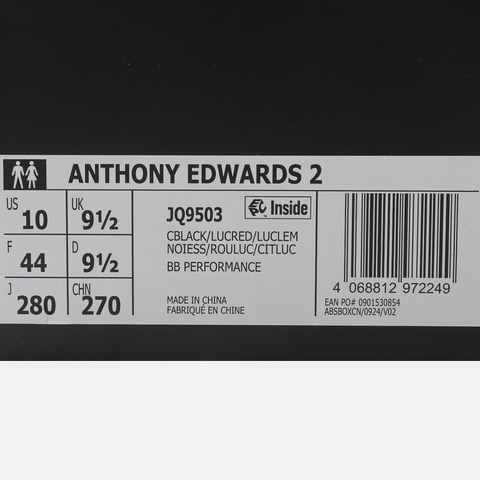 ANTHONY EDWARDS 2
US 10 UK 9½
F 44 D 9½
J 280 CHN 270
JQ9503
Inside
CBLACK/LUCRED/LUCLEM
NOIESS/ROULUC/CITLUC
BB PERFORMANCE
MADE IN CHINA
FABRIQUÉ EN CHINE
4 068812 972249
EAN PO# 0901530854
ABSBOXCN/0924/V02